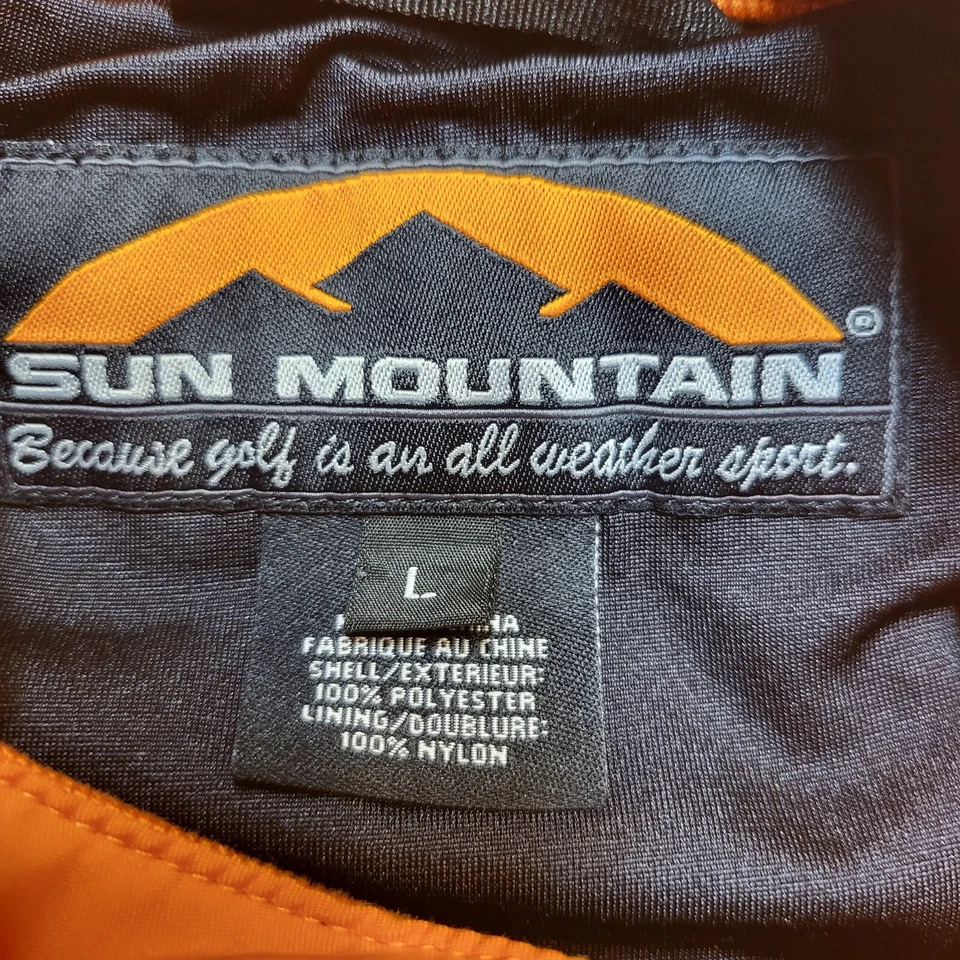 SUN MOUNTAIN®
Because golf is an all weather sport.
L
FABRIQUE AU CHINE
SHELL/EXTERIEUR:
100% POLYESTER
LINING/DOUBLURE:
100% NYLON